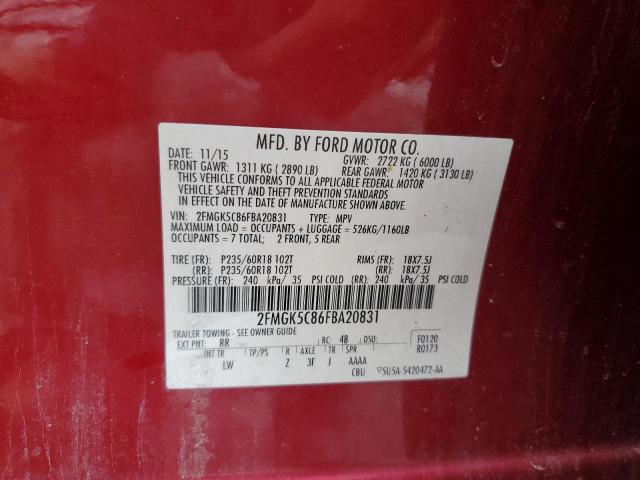 MFD. BY FORD MOTOR CO.
DATE: 11/15 GVWR: 2722 KG (6000 LB)
FRONT GAWR: 1311 KG (2890 LB) REAR GAWR: 1420 KG (3130 LB)
THIS VEHICLE CONFORMS TO ALL APPLICABLE FEDERAL MOTOR
VEHICLE SAFETY AND THEFT PREVENTION STANDARDS
IN EFFECT ON THE DATE OF MANUFACTURE SHOWN ABOVE.
VIN: 2FMGK5C86FBA20831 TYPE: MPV
MAXIMUM LOAD = OCCUPANTS + LUGGAGE = 526KG/1160LB
OCCUPANTS = 7 TOTAL; 2 FRONT, 5 REAR
TIRE (FR): P235/60R18 102T RIMS (FR): 18X7.5J
(RR): P235/60R18 102T (RR): 18X7.5J
PRESSURE (FR): 240 kPa/ 35 PSI COLD (RR): 240 kPa/ 35 PSI COLD
2FMGK5C86FBA20831
TRAILER TOWING - SEE OWNER GUIDE
EXT PNT: RR RC: 48 DSO: F0120
R0173
INT TR TP/PS R AXLE TR SPR
LW Z 3F J AAAA
CBU SU5A-5420472-AA